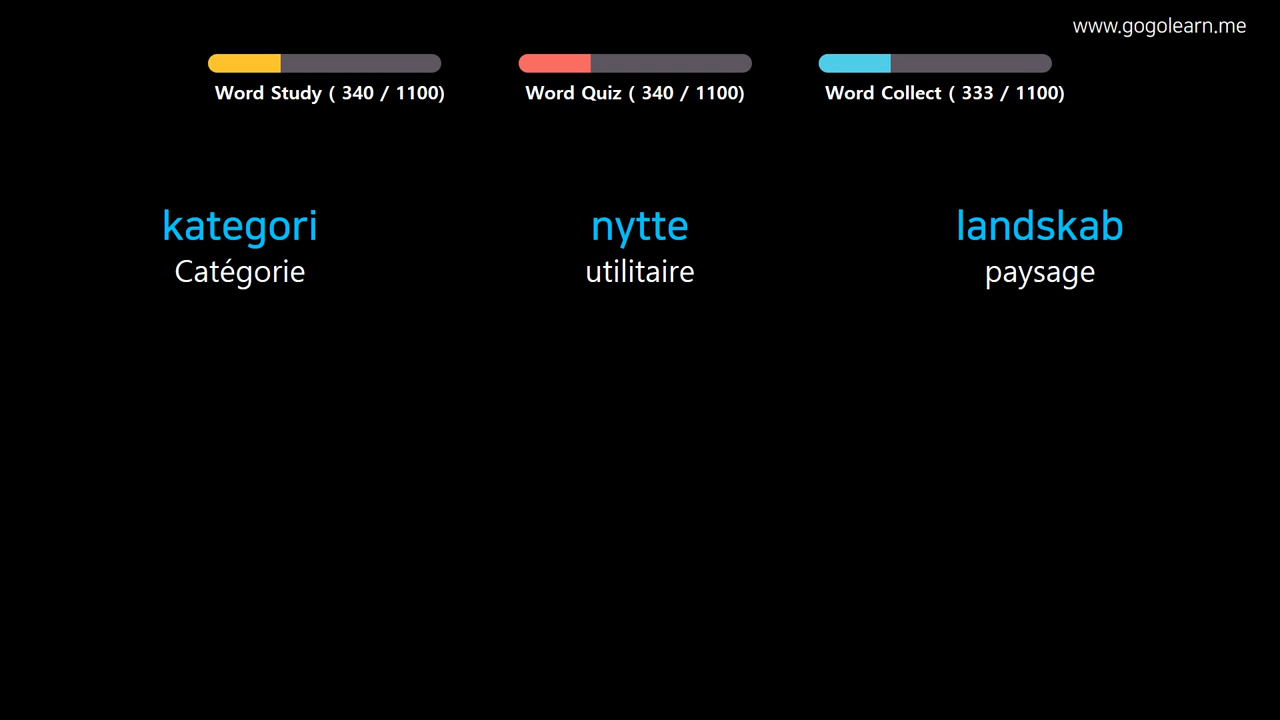 www.gogolearn.me
Word Study ( 340 / 1100)
Word Quiz ( 340 / 1100)
Word Collect ( 333 / 1100)
kategori
Catégorie
nytte
utilitaire
landskab
paysage